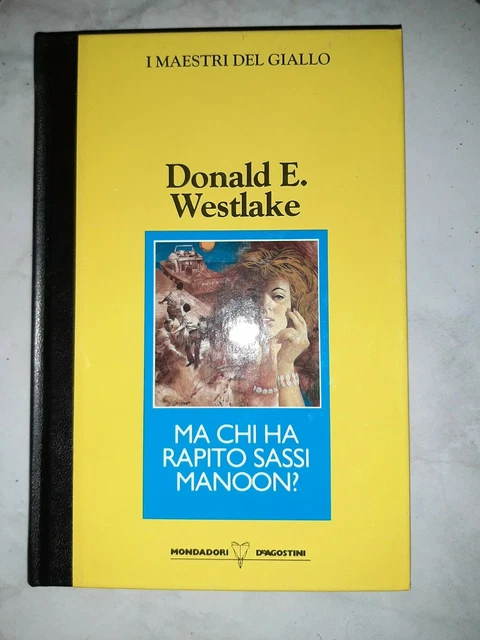 I MAESTRI DEL GIALLO
Donald E.
Westlake
MA CHI HA
RAPITO SASSI
MANOON?
MONDADORI DEAGOSTINI